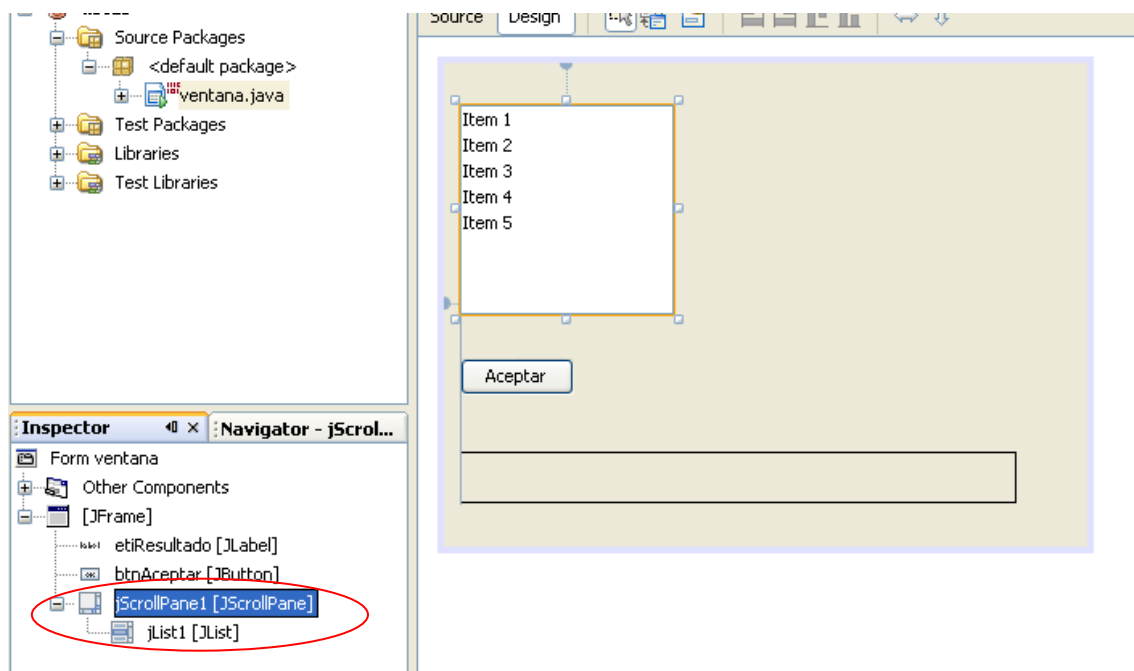 Source Packages
<default package>
ventana.java
Test Packages
Libraries
Test Libraries
Source Design
Item 1
Item 2
Item 3
Item 4
Item 5
Aceptar
Inspector
Navigator - jScrol...
Form ventana
Other Components
[JFrame]
etiResultado [JLabel]
btnAceptar [JButton]
jScrollPane1 [JScrollPane]
jList1 [JList]